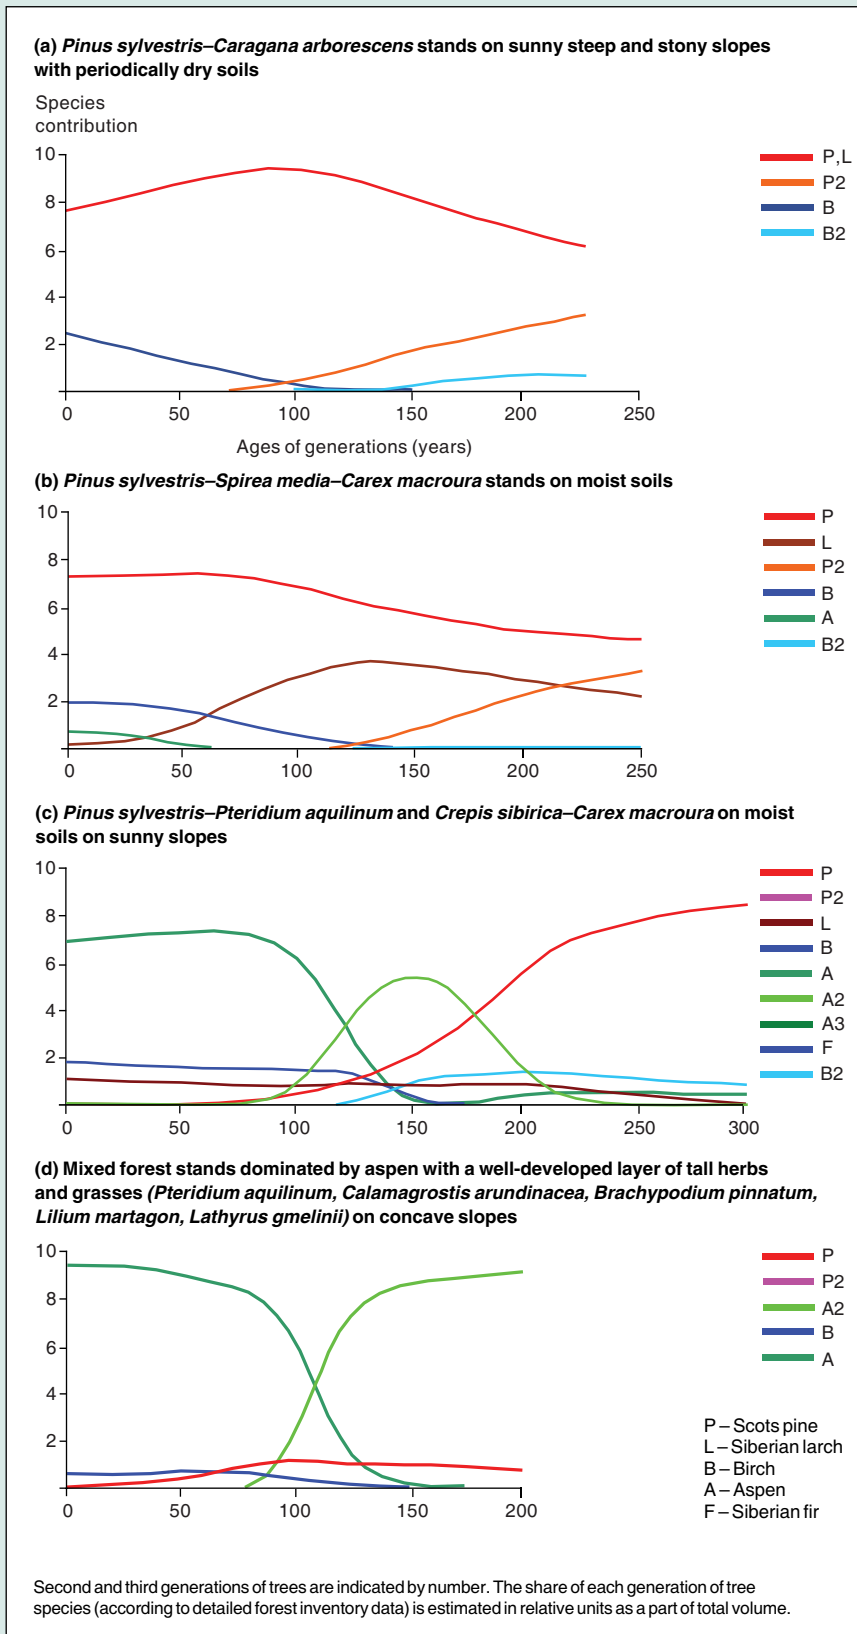 (a) Pinus sylvestris–Caragana arborescens stands on sunny steep and stony slopes
with periodically dry soils
Species
contribution
10
8
6
4
2
0 50 100 150 200 250
Ages of generations (years)
P,L
P2
B
B2
(b) Pinus sylvestris–Spirea media–Carex macroura stands on moist soils
10
8
6
4
2
0 50 100 150 200 250
P
L
P2
B
A
B2
(c) Pinus sylvestris–Pteridium aquilinum and Crepis sibirica–Carex macroura on moist
soils on sunny slopes
10
8
6
4
2
0 50 100 150 200 250 300
P
P2
L
B
A
A2
A3
F
B2
(d) Mixed forest stands dominated by aspen with a well-developed layer of tall herbs
and grasses (Pteridium aquilinum, Calamagrostis arundinacea, Brachypodium pinnatum,
Lilium martagon, Lathyrus gmelinii) on concave slopes
10
8
6
4
2
0 50 100 150 200
P
P2
A2
B
A
P – Scots pine
L – Siberian larch
B – Birch
A – Aspen
F – Siberian fir
Second and third generations of trees are indicated by number. The share of each generation of tree
species (according to detailed forest inventory data) is estimated in relative units as a part of total volume.